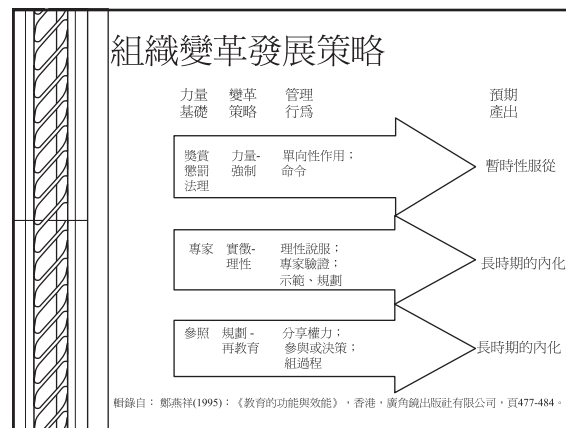 組織變革發展策略
力量 變革 管理 預期
基礎 策略 行為 產出
獎賞 力量- 單向性作用；
懲罰 強制 命令
法理
暫時性服從
專家 實徵- 理性說服；
理性 專家驗證；
示範、規劃
長時期的內化
參照 規劃 - 分享權力；
再教育 參與或決策；
組過程
長時期的內化
輯錄自： 鄭燕祥(1995)：《教育的功能與效能》，香港，廣角鏡出版社有限公司，頁477-484。